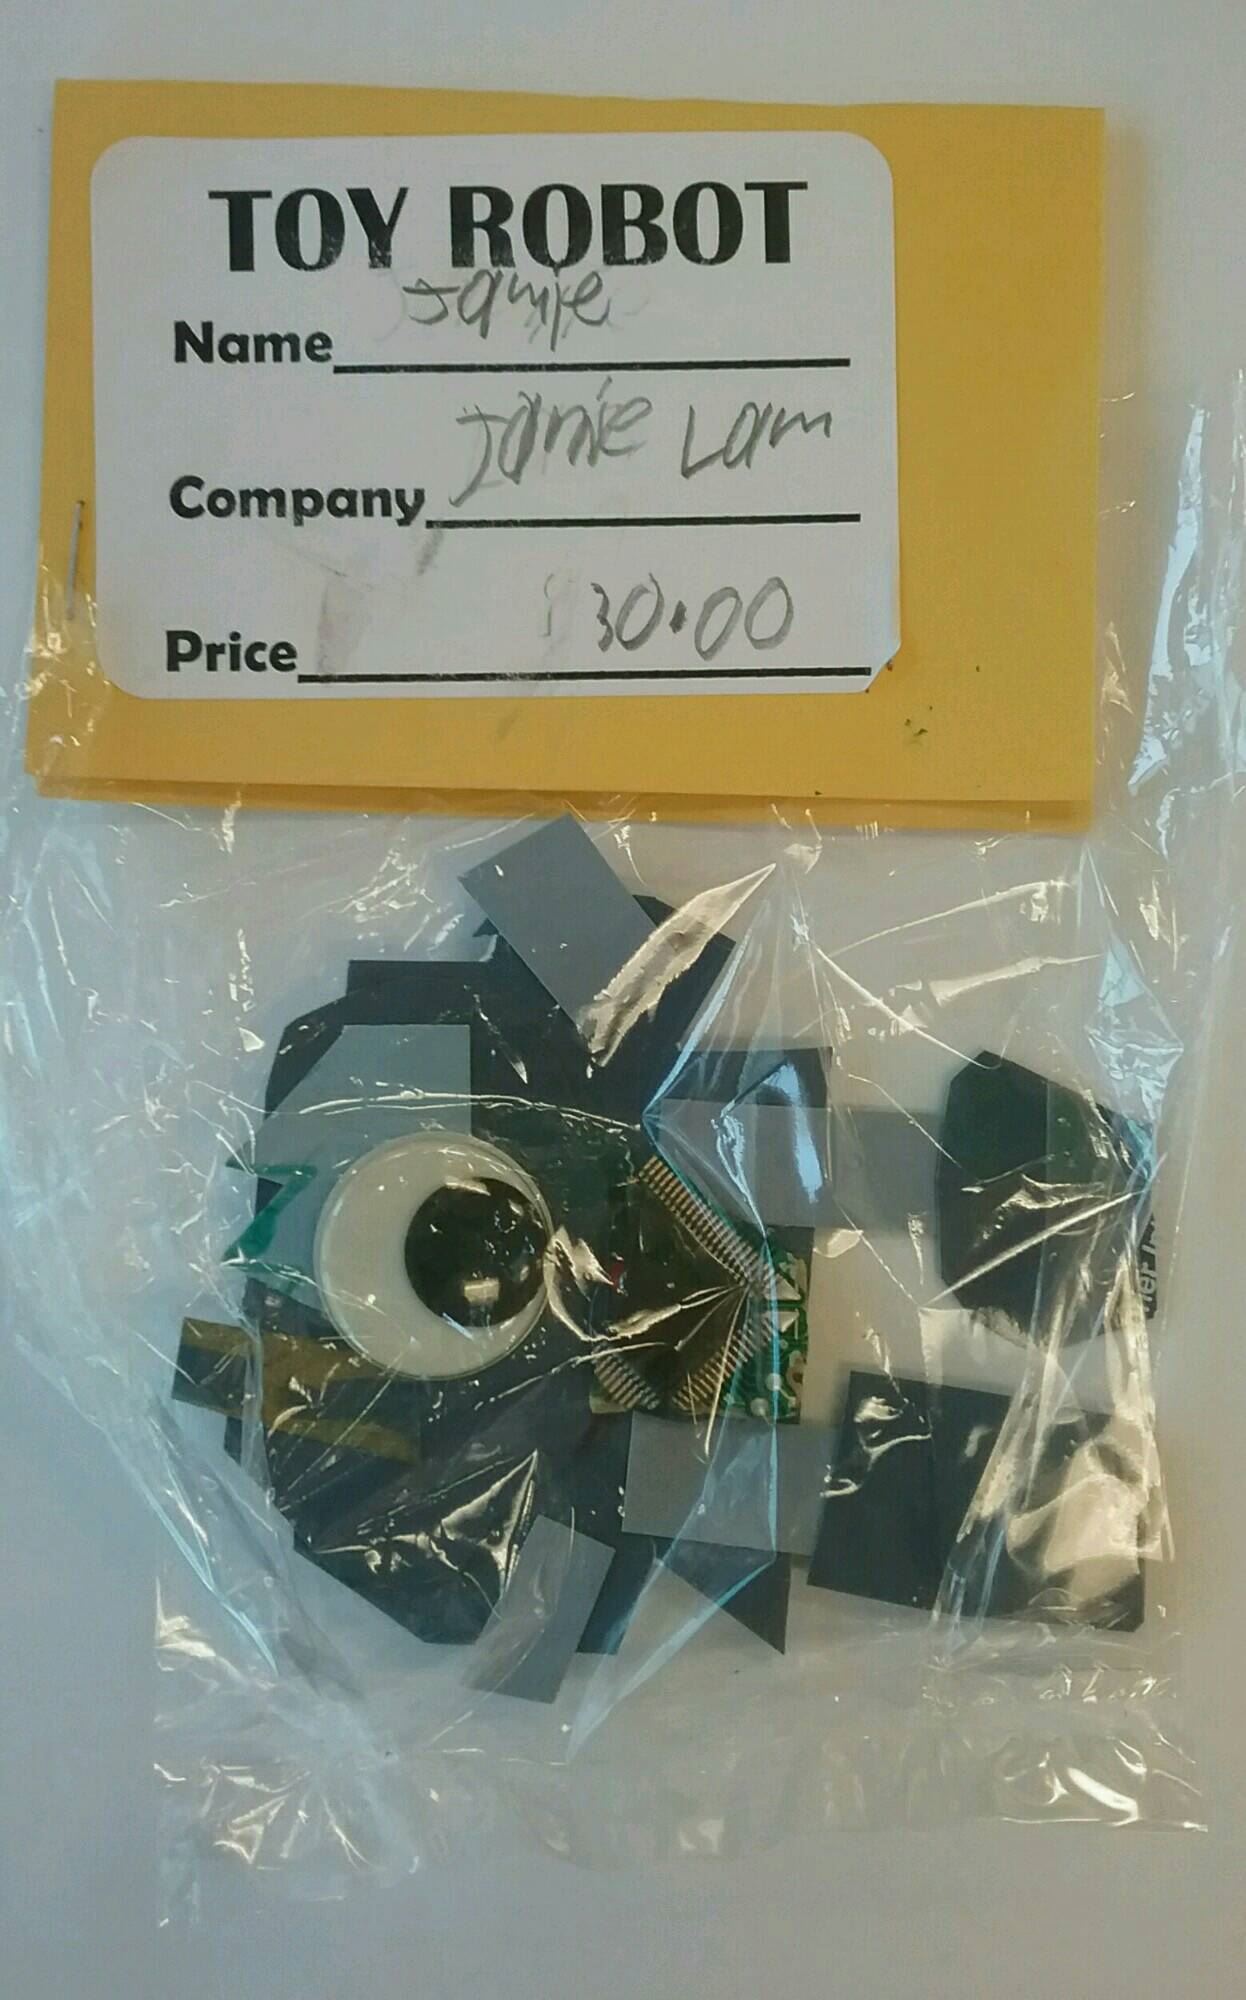 TOY ROBOT
Name Jamie
Company Jamie Lam
Price 30.00